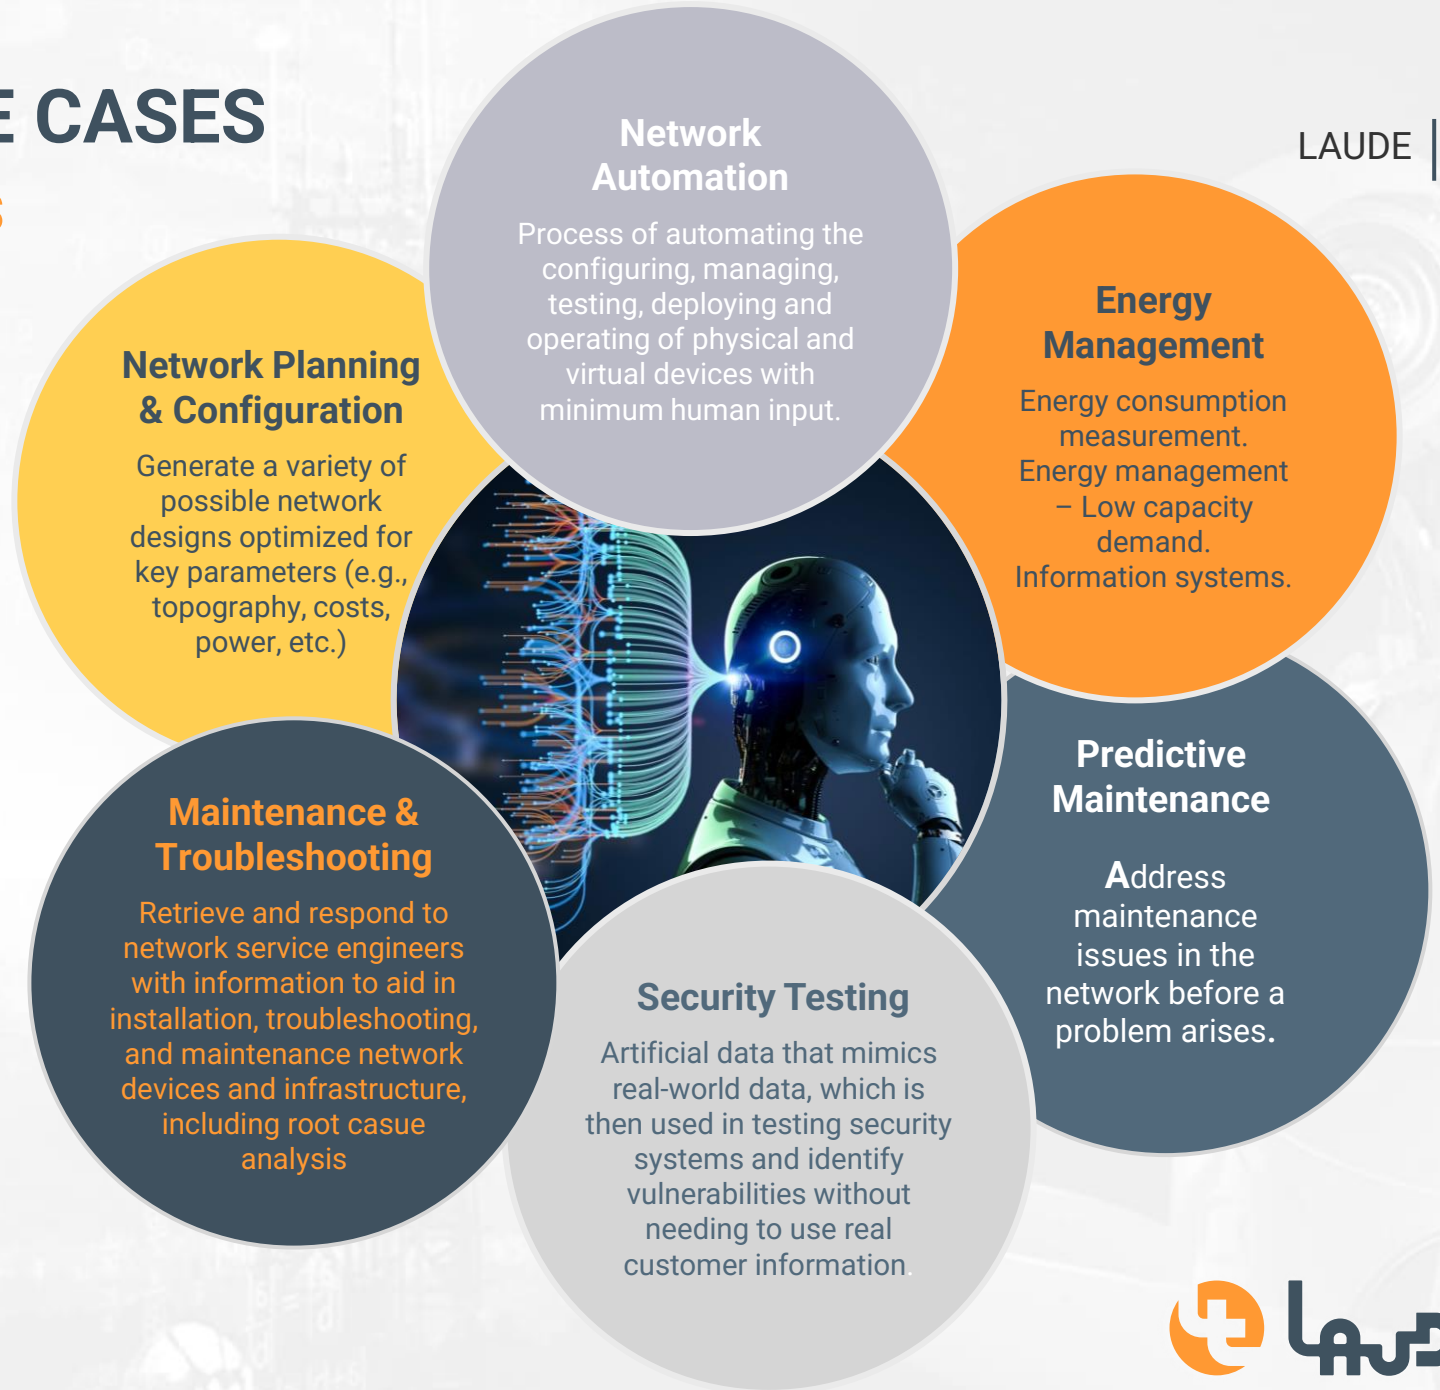 E CASES
S
LAUDE
Network
Automation
Process of automating the
configuring, managing,
testing, deploying and
operating of physical and
virtual devices with
minimum human input.
Energy
Management
Energy consumption
measurement.
Energy management
– Low capacity
demand.
Information systems.
Network Planning
& Configuration
Generate a variety of
possible network
designs optimized for
key parameters (e.g.,
topography, costs,
power, etc.)
Predictive
Maintenance
Address
maintenance
issues in the
network before a
problem arises.
Maintenance &
Troubleshooting
Retrieve and respond to
network service engineers
with information to aid in
installation, troubleshooting,
and maintenance network
devices and infrastructure,
including root casue
analysis
Security Testing
Artificial data that mimics
real-world data, which is
then used in testing security
systems and identify
vulnerabilities without
needing to use real
customer information.